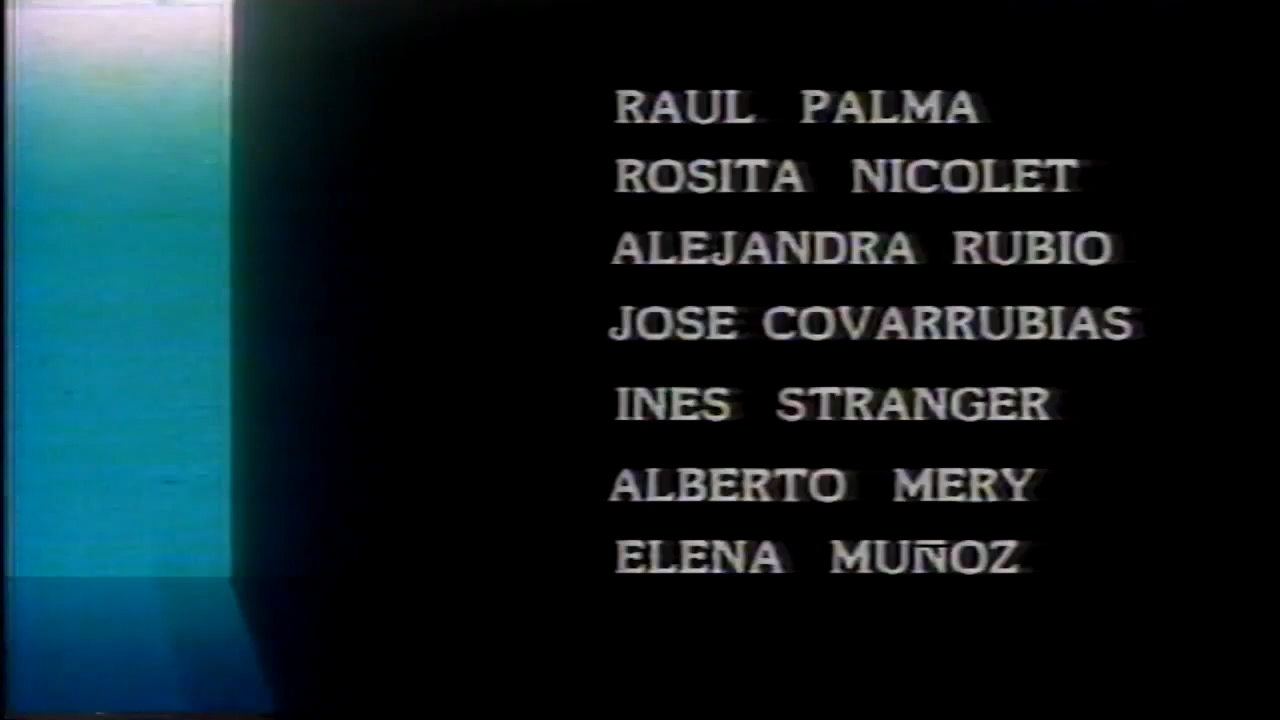 RAUL PALMA
ROSITA NICOLET
ALEJANDRA RUBIO
JOSE COVARRUBIAS
INES STRANGER
ALBERTO MERY
ELENA MUÑOZ